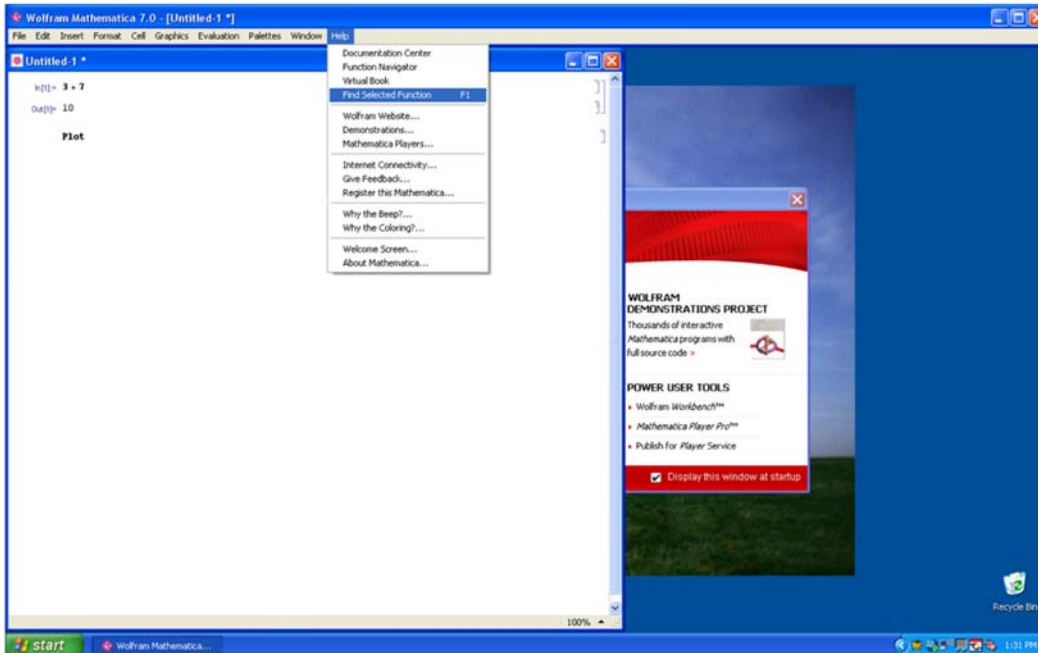 Wolfram Mathematica 7.0 - [Untitled-1 *]
File Edit Insert Format Cell Graphics Evaluation Palettes Window Help
Untitled-1 *
In[1]:= 3 + 7
Out[1]= 10
Plot
Documentation Center
Function Navigator
Virtual Book
Find Selected Function F1
Wolfram Website...
Demonstrations...
Mathematica Players...
Internet Connectivity...
Give Feedback...
Register this Mathematica...
Why the Beep?...
Why the Coloring?...
Welcome Screen...
About Mathematica...
WOLFRAM
DEMONSTRATIONS PROJECT
Thousands of interactive
Mathematica programs with
full source code »
POWER USER TOOLS
Wolfram Workbench™
Mathematica Player Pro™
Publish for Player Service
Display this window at startup
100%
Recycle Bin
start
Wolfram Mathematica...
1:31 PM